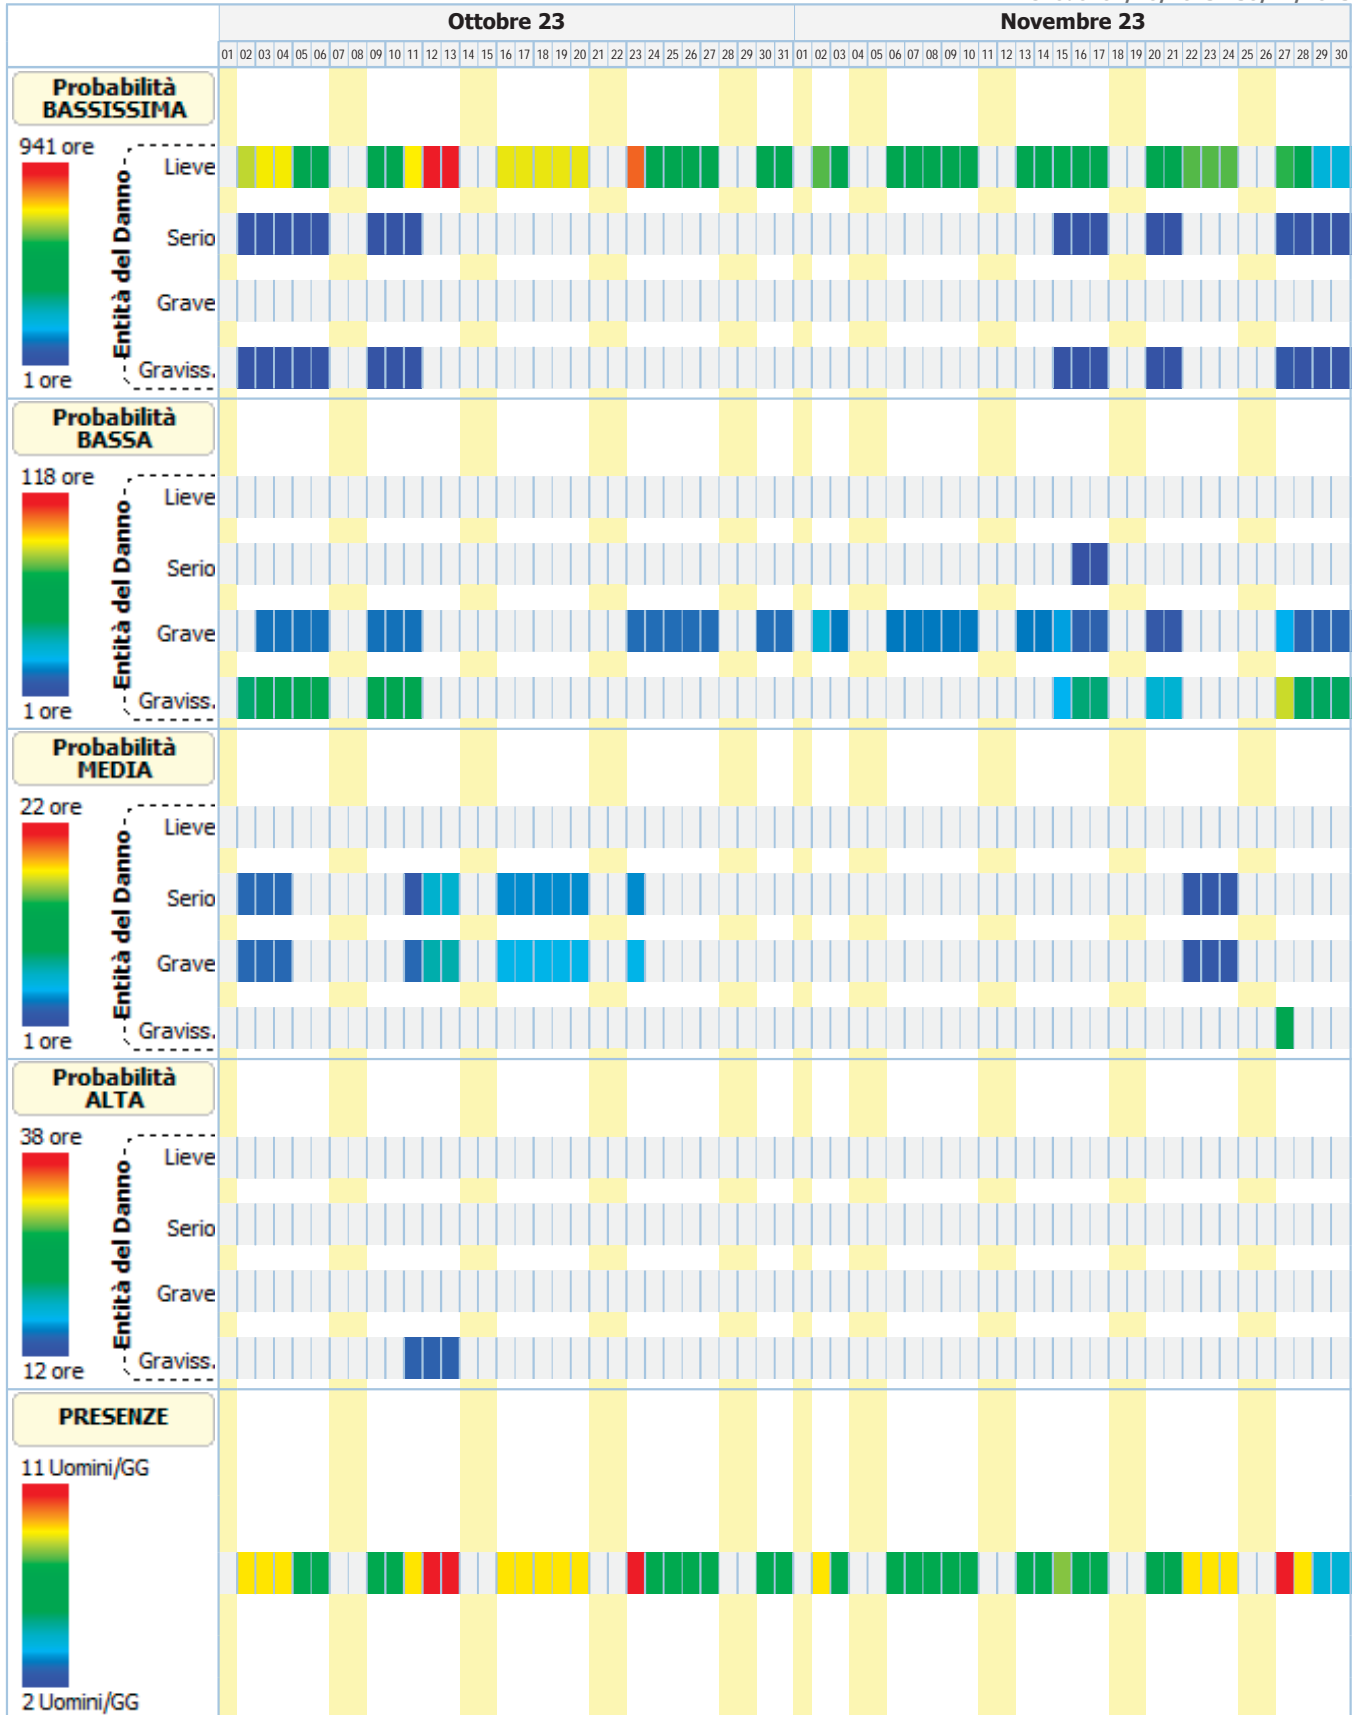 Ottobre 23 Novembre 23
01 02 03 04 05 06 07 08 09 10 11 12 13 14 15 16 17 18 19 20 21 22 23 24 25 26 27 28 29 30 31 01 02 03 04 05 06 07 08 09 10 11 12 13 14 15 16 17 18 19 20 21 22 23 24 25 26 27 28 29 30
Probabilità
BASSISSIMA
941 ore
Entità del Danno
Lieve
Serio
Grave
Graviss.
1 ore
Probabilità
BASSA
118 ore
Entità del Danno
Lieve
Serio
Grave
Graviss.
1 ore
Probabilità
MEDIA
22 ore
Entità del Danno
Lieve
Serio
Grave
Graviss.
1 ore
Probabilità
ALTA
38 ore
Entità del Danno
Lieve
Serio
Grave
Graviss.
12 ore
PRESENZE
11 Uomini/GG
2 Uomini/GG